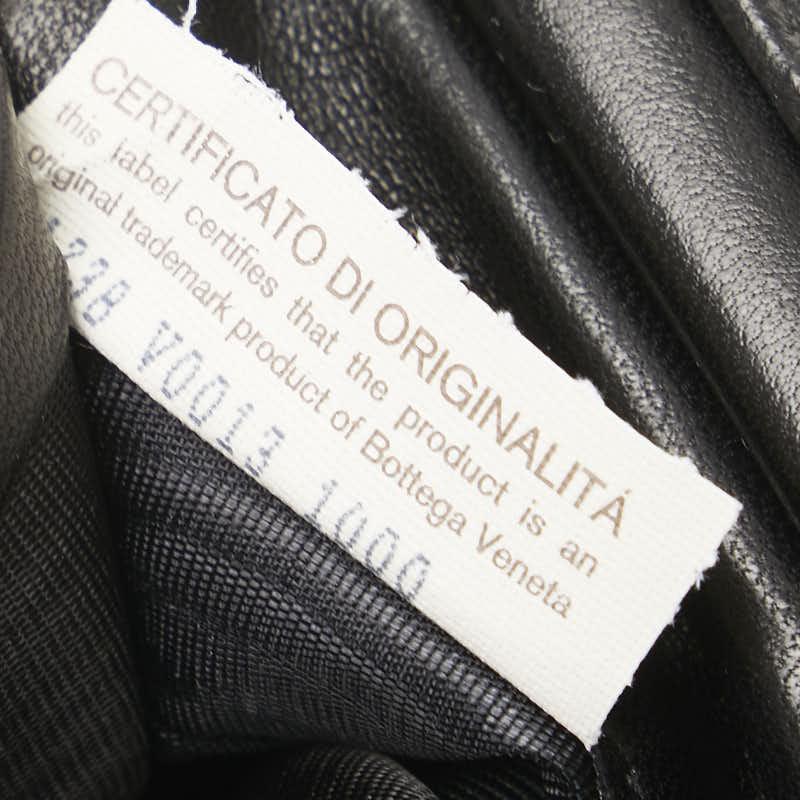 CERTIFICATO DI ORIGINALITÁ
this label certifies that the product is an
original trademark product of Bottega Veneta
V0013 1000